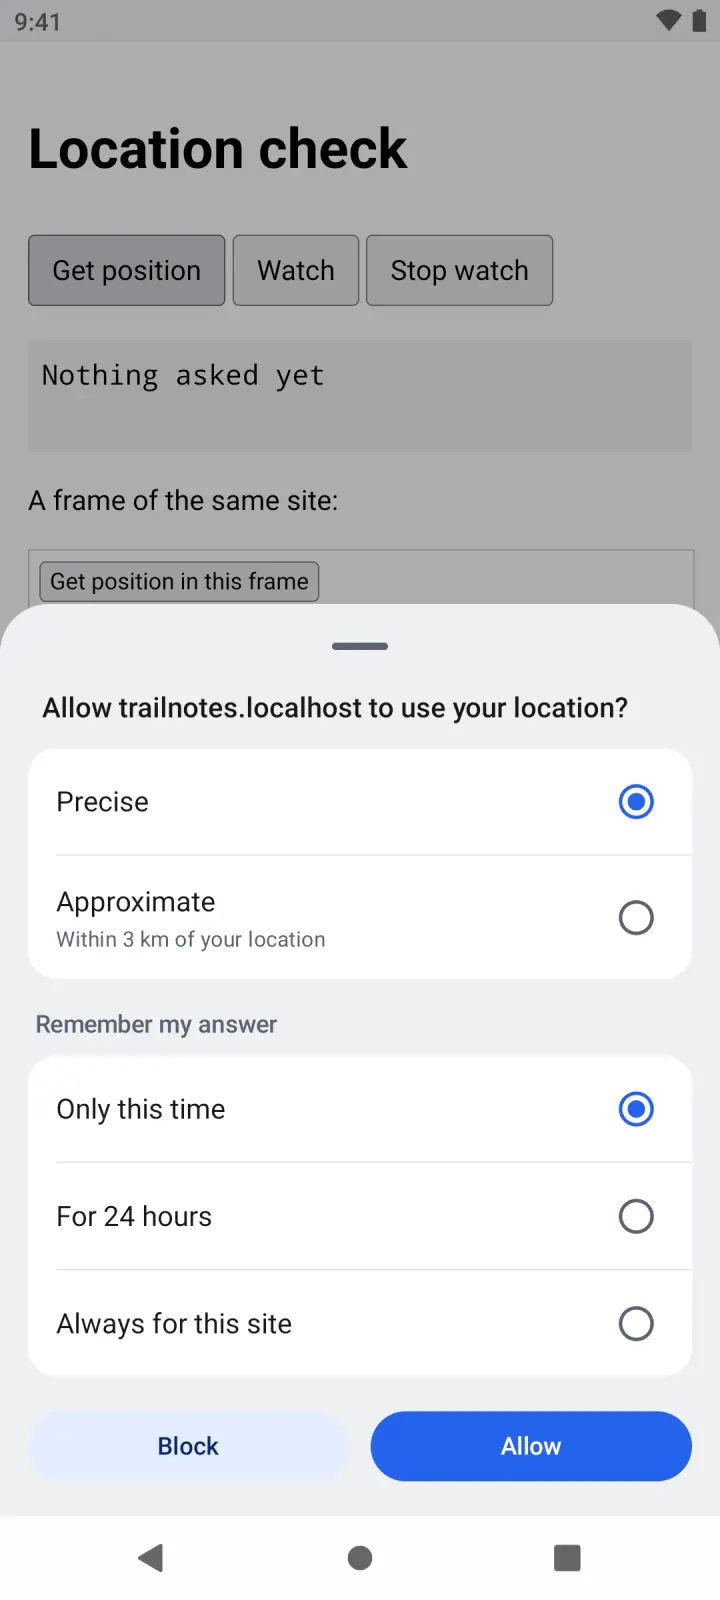 9:41
Location check
Get position
Watch
Stop watch
Nothing asked yet
A frame of the same site:
Get position in this frame
Allow trailnotes.localhost to use your location?
Precise
Approximate
Within 3 km of your location
Remember my answer
Only this time
For 24 hours
Always for this site
Block
Allow